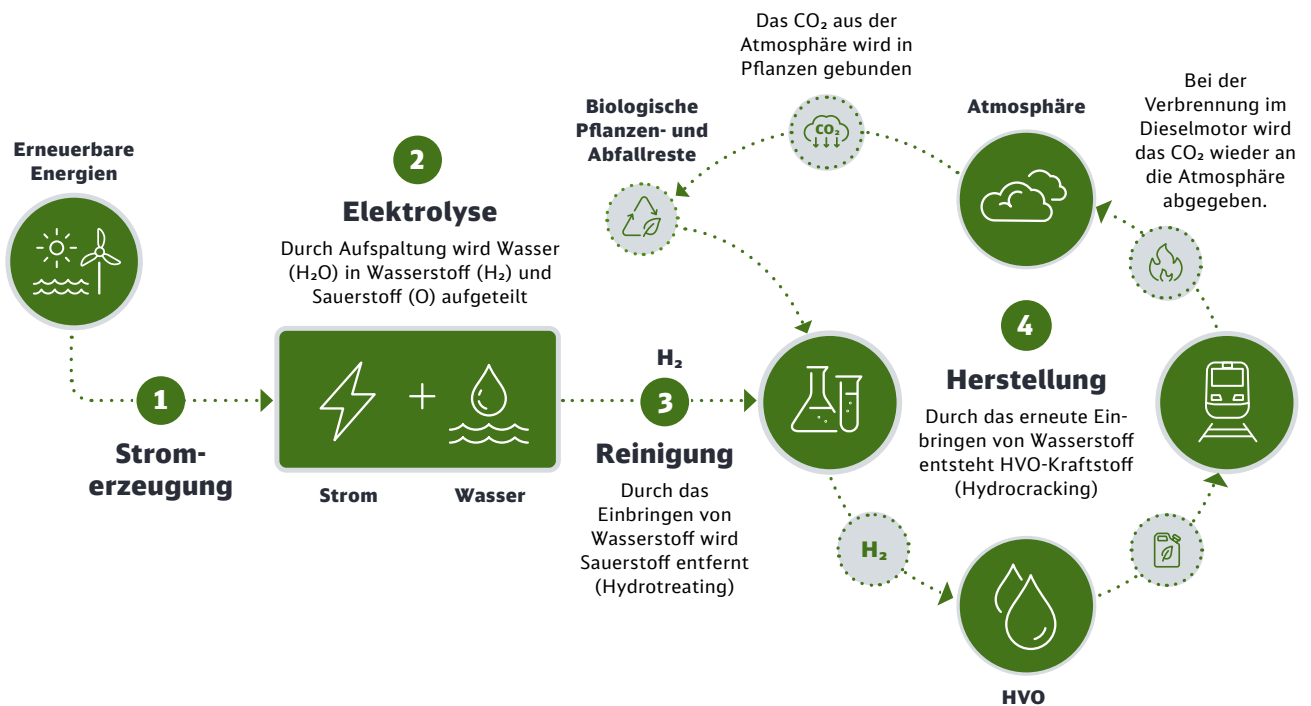 Erneuerbare
Energien
1
Strom-
erzeugung
2
Elektrolyse
Durch Aufspaltung wird Wasser
(H₂O) in Wasserstoff (H₂) und
Sauerstoff (O) aufgeteilt
Strom
Wasser
H₂
3
Reinigung
Durch das
Einbringen von
Wasserstoff wird
Sauerstoff entfernt
(Hydrotreating)
Biologische
Pflanzen- und
Abfallreste
Das CO₂ aus der
Atmosphäre wird in
Pflanzen gebunden
CO₂
Atmosphäre
Bei der
Verbrennung im
Dieselmotor wird
das CO₂ wieder an
die Atmosphäre
abgegeben.
4
Herstellung
Durch das erneute Ein-
bringen von Wasserstoff
entsteht HVO-Kraftstoff
(Hydrocracking)
H₂
HVO